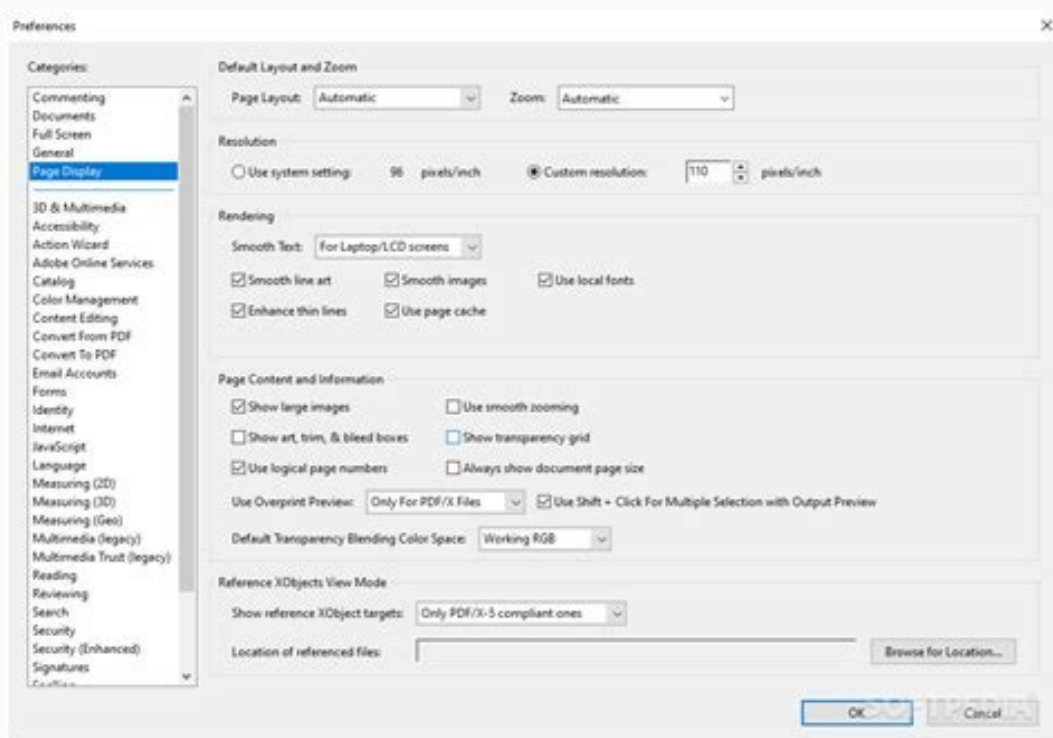 Preferences
Categories:
Commenting
Documents
Full Screen
General
Page Display
3D & Multimedia
Accessibility
Action Wizard
Adobe Online Services
Catalog
Color Management
Content Editing
Convert From PDF
Convert To PDF
Email Accounts
Forms
Identity
Internet
JavaScript
Language
Measuring (2D)
Measuring (3D)
Measuring (Geo)
Multimedia (legacy)
Multimedia Trust (legacy)
Reading
Reviewing
Search
Security
Security (Enhanced)
Signatures
Default Layout and Zoom
Page Layout: Automatic Zoom: Automatic
Resolution
Use system setting: 96 pixels/inch Custom resolution: 110 pixels/inch
Rendering
Smooth Text: For Laptop/LCD screens
Smooth line art Smooth images Use local fonts
Enhance thin lines Use page cache
Page Content and Information
Show large images Use smooth zooming
Show art, trim, & bleed boxes Show transparency grid
Use logical page numbers Always show document page size
Use Overprint Preview: Only For PDF/X Files Use Shift + Click For Multiple Selection with Output Preview
Default Transparency Blending Color Space: Working RGB
Reference XObjects View Mode
Show reference XObject targets: Only PDF/X-5 compliant ones
Location of referenced files: Browse for Location...
OK Cancel
SOFTPEDIA